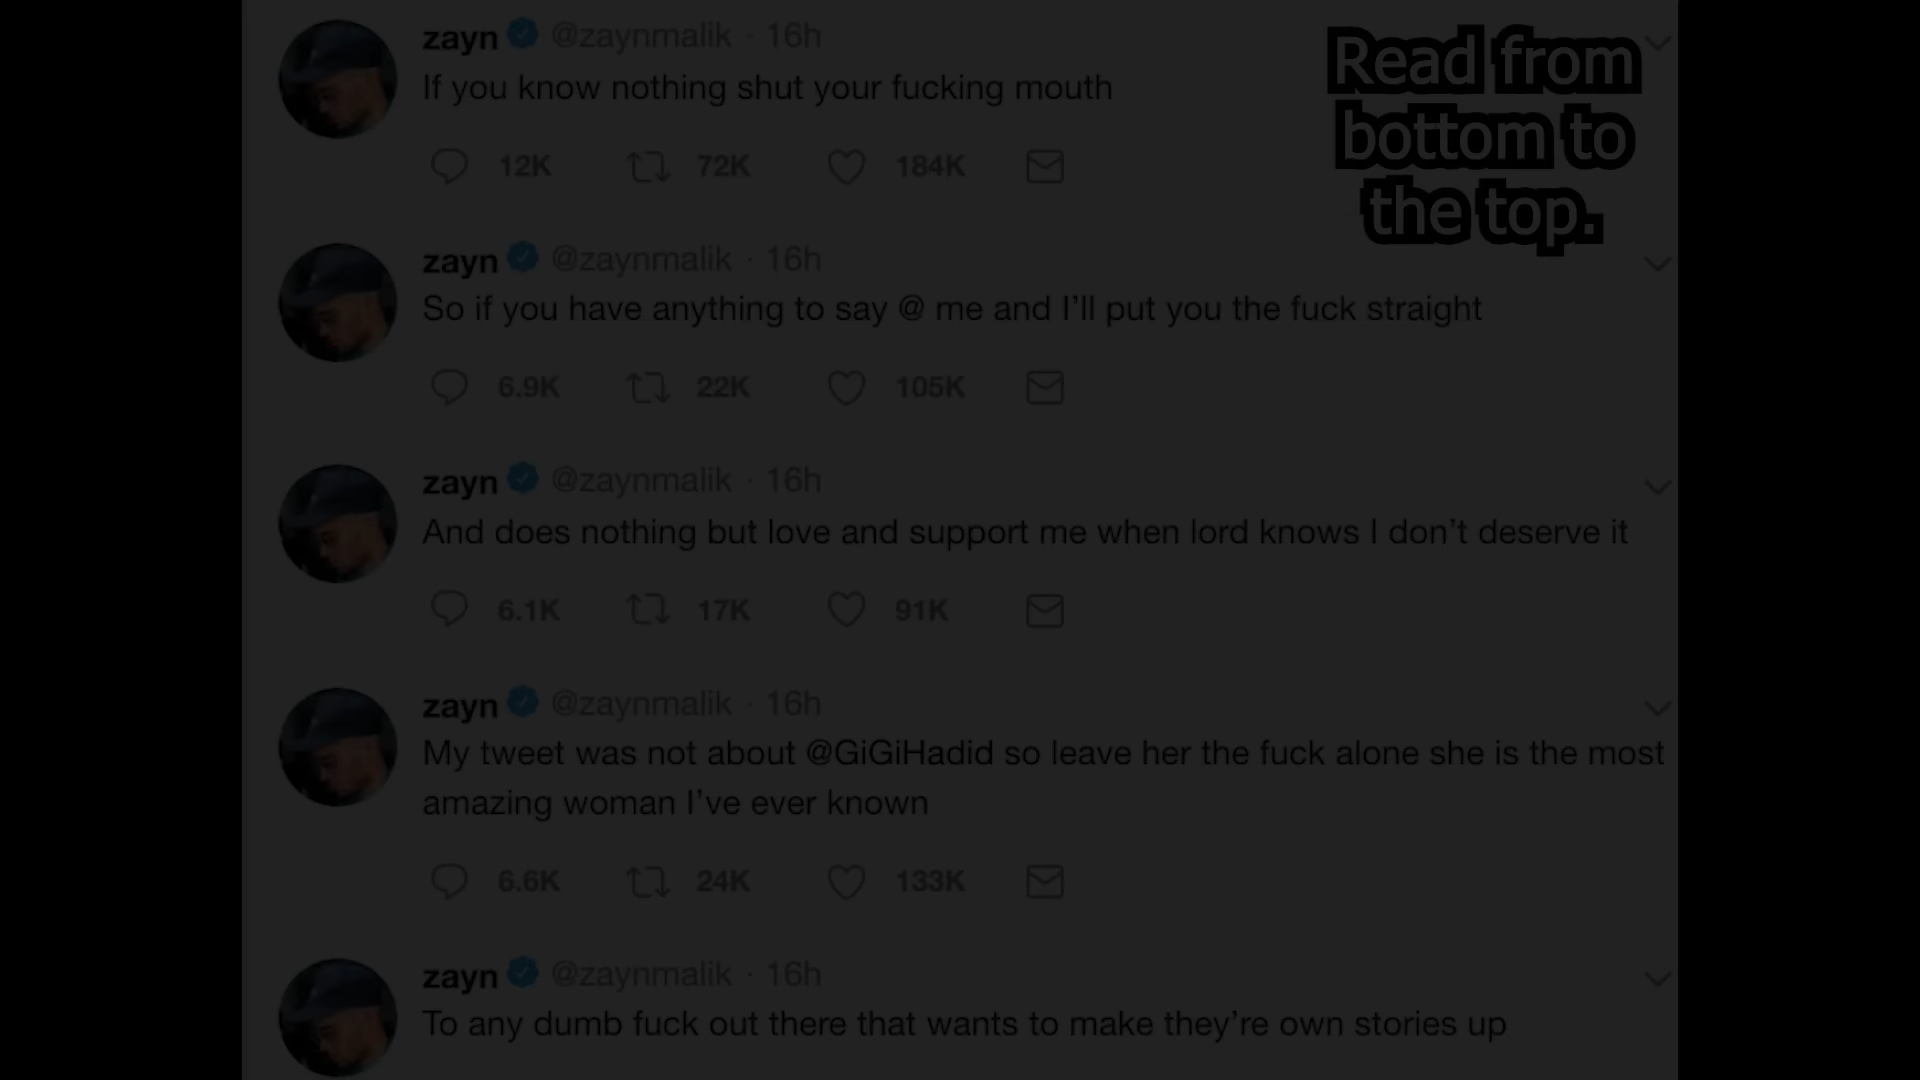 zayn @zaynmalik · 16h
If you know nothing shut your fucking mouth
12K 72K 184K
Read from
bottom to
the top.
zayn @zaynmalik · 16h
So if you have anything to say @ me and I'll put you the fuck straight
6.9K 22K 105K
zayn @zaynmalik · 16h
And does nothing but love and support me when lord knows I don't deserve it
6.1K 17K 91K
zayn @zaynmalik · 16h
My tweet was not about @GiGiHadid so leave her the fuck alone she is the most
amazing woman I've ever known
6.6K 24K 133K
zayn @zaynmalik · 16h
To any dumb fuck out there that wants to make they're own stories up